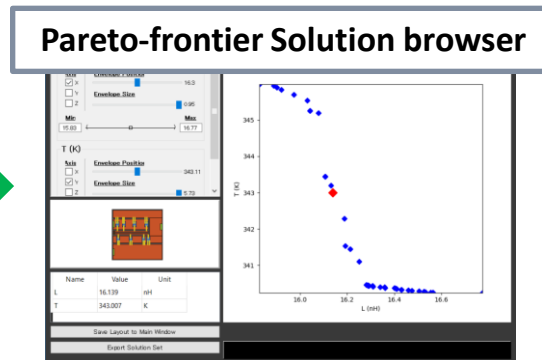 Pareto-frontier Solution browser
Axis Envelope Position
X 16.3
Y Envelope Size
Z 0.95
Min Max
15.83 16.77
T (K)
Axis Envelope Position
X 343.11
Y Envelope Size
Z 5.73
Name Value Unit
L 16.139 nH
T 343.007 K
Save Layout to Main Window
Export Solution Set
T (K)
345
344
343
342
341
16.0 16.2 16.4 16.6
L (nH)